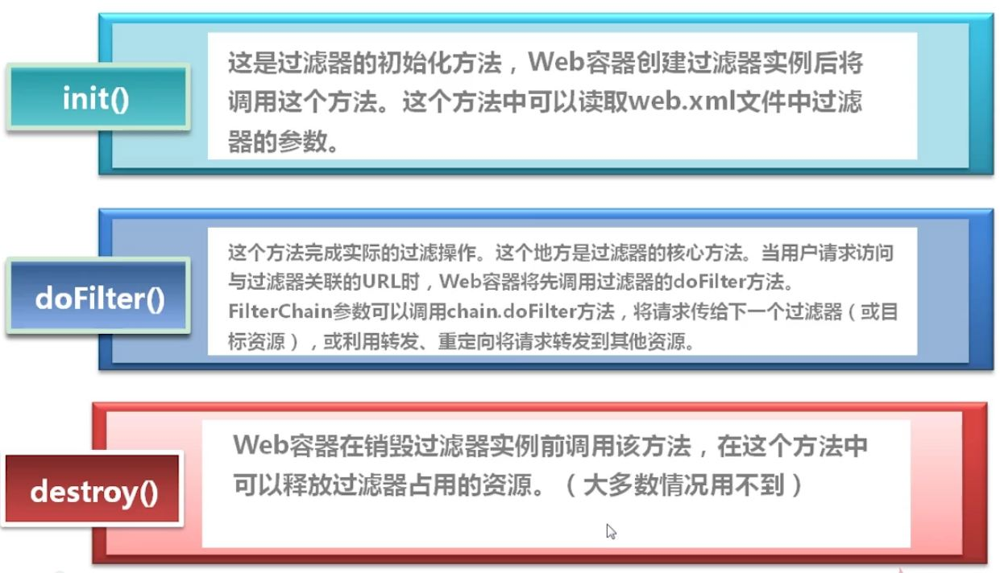 init()
这是过滤器的初始化方法，Web容器创建过滤器实例后将
调用这个方法。这个方法中可以读取web.xml文件中过滤
器的参数。
doFilter()
这个方法完成实际的过滤操作。这个地方是过滤器的核心方法。当用户请求访问
与过滤器关联的URL时，Web容器将先调用过滤器的doFilter方法。
FilterChain参数可以调用chain.doFilter方法，将请求传给下一个过滤器（或目
标资源），或利用转发、重定向将请求转发到其他资源。
destroy()
Web容器在销毁过滤器实例前调用该方法，在这个方法中
可以释放过滤器占用的资源。（大多数情况用不到）